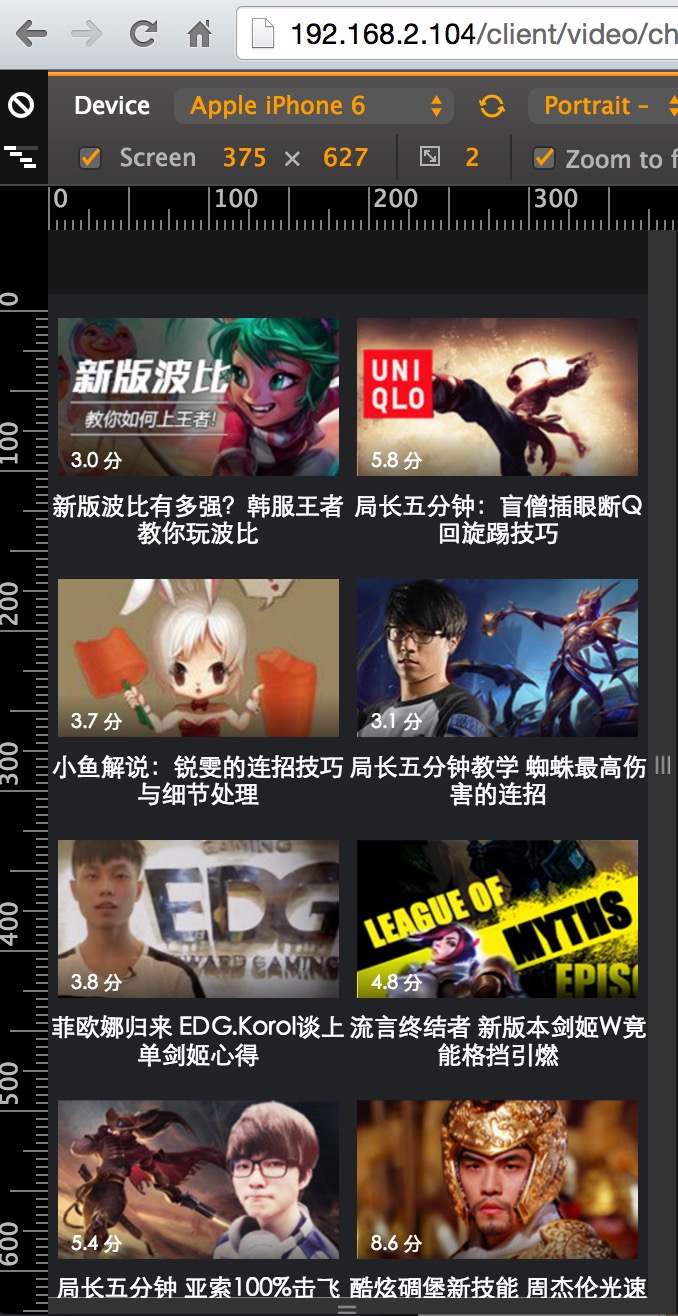 192.168.2.104/client/video/ch
Device Apple iPhone 6 Portrait -
Screen 375 × 627 2 Zoom to f
0 100 200 300
0
100
200
300
400
500
600
新版波比
教你如何上王者!
3.0 分
UNI
QLO
5.8 分
新版波比有多强？韩服王者
教你玩波比
局长五分钟：盲僧插眼断Q
回旋踢技巧
3.7 分
3.1 分
小鱼解说：锐雯的连招技巧
与细节处理
局长五分钟教学 蜘蛛最高伤
害的连招
GAMING
EDG
WARD GAMING
3.8 分
LEAGUE OF
MYTHS
EPISO
4.8 分
菲欧娜归来 EDG.Korol谈上
单剑姬心得
流言终结者 新版本剑姬W竟
能格挡引燃
5.4 分
8.6 分
局长五分钟 亚索100%击飞
酷炫碉堡新技能 周杰伦光速